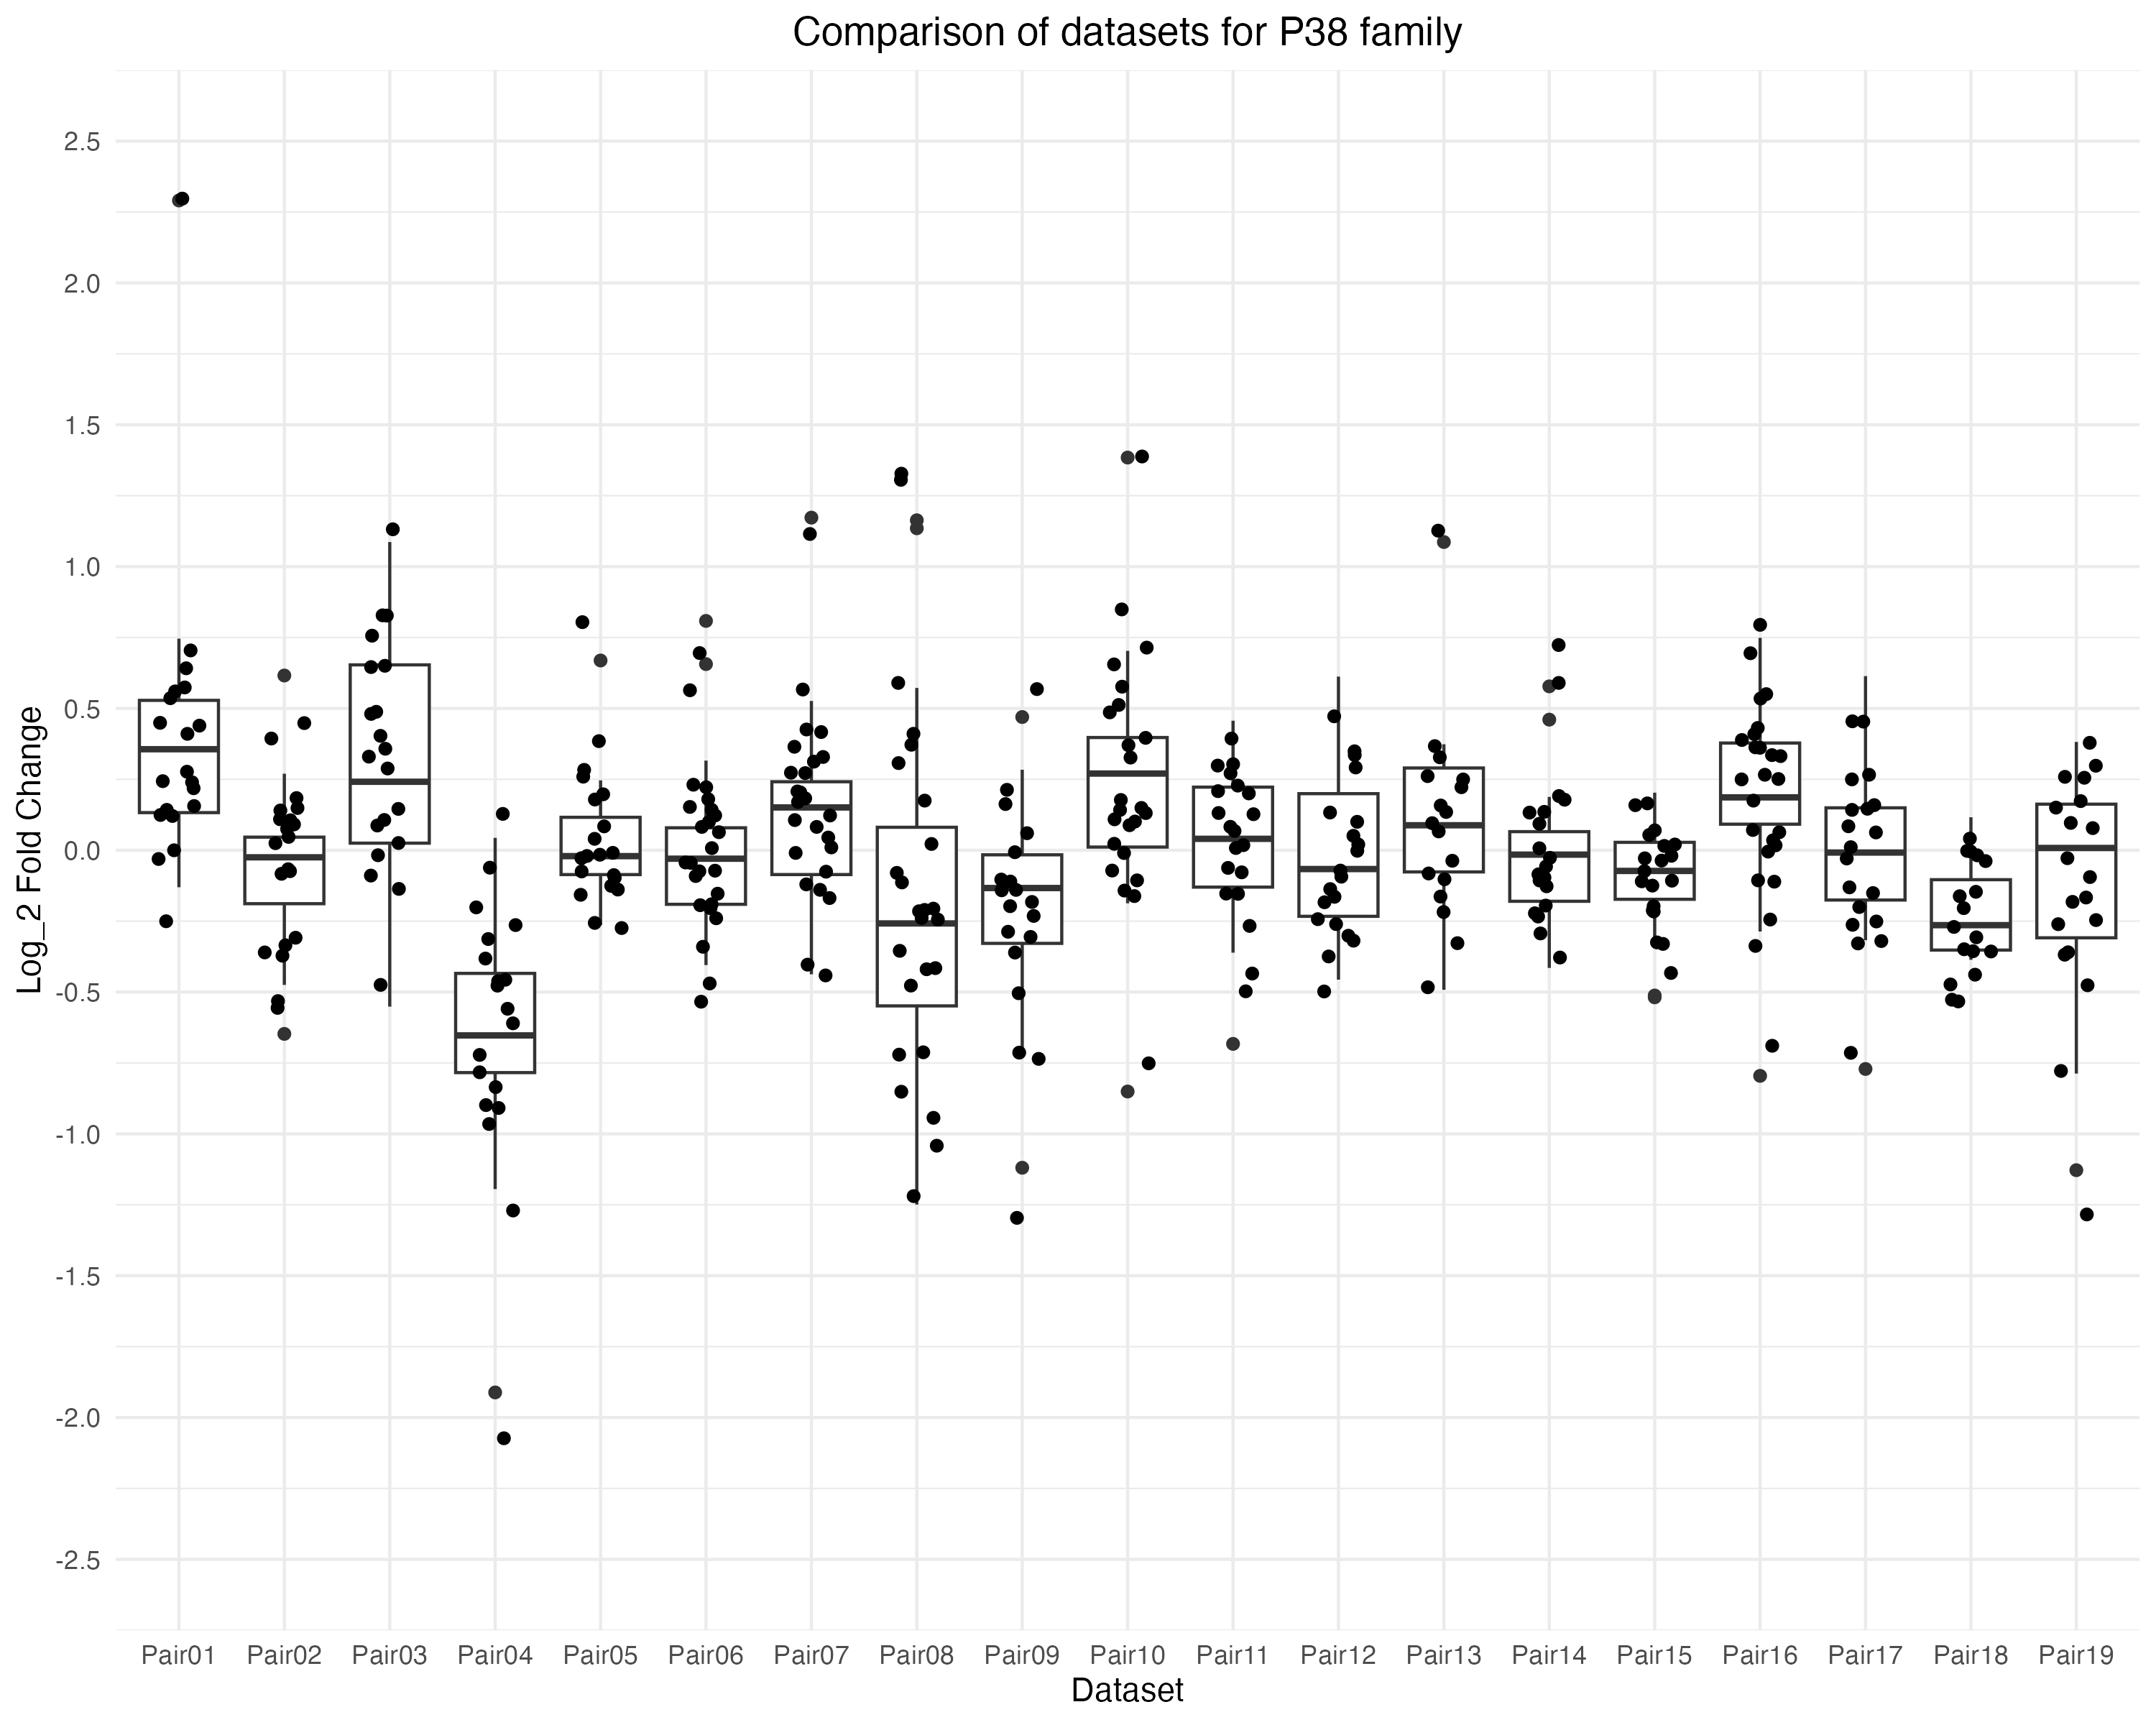 Comparison of datasets for P38 family
Log_2 Fold Change
2.5
2.0
1.5
1.0
0.5
0.0
-0.5
-1.0
-1.5
-2.0
-2.5
Pair01 Pair02 Pair03 Pair04 Pair05 Pair06 Pair07 Pair08 Pair09 Pair10 Pair11 Pair12 Pair13 Pair14 Pair15 Pair16 Pair17 Pair18 Pair19
Dataset